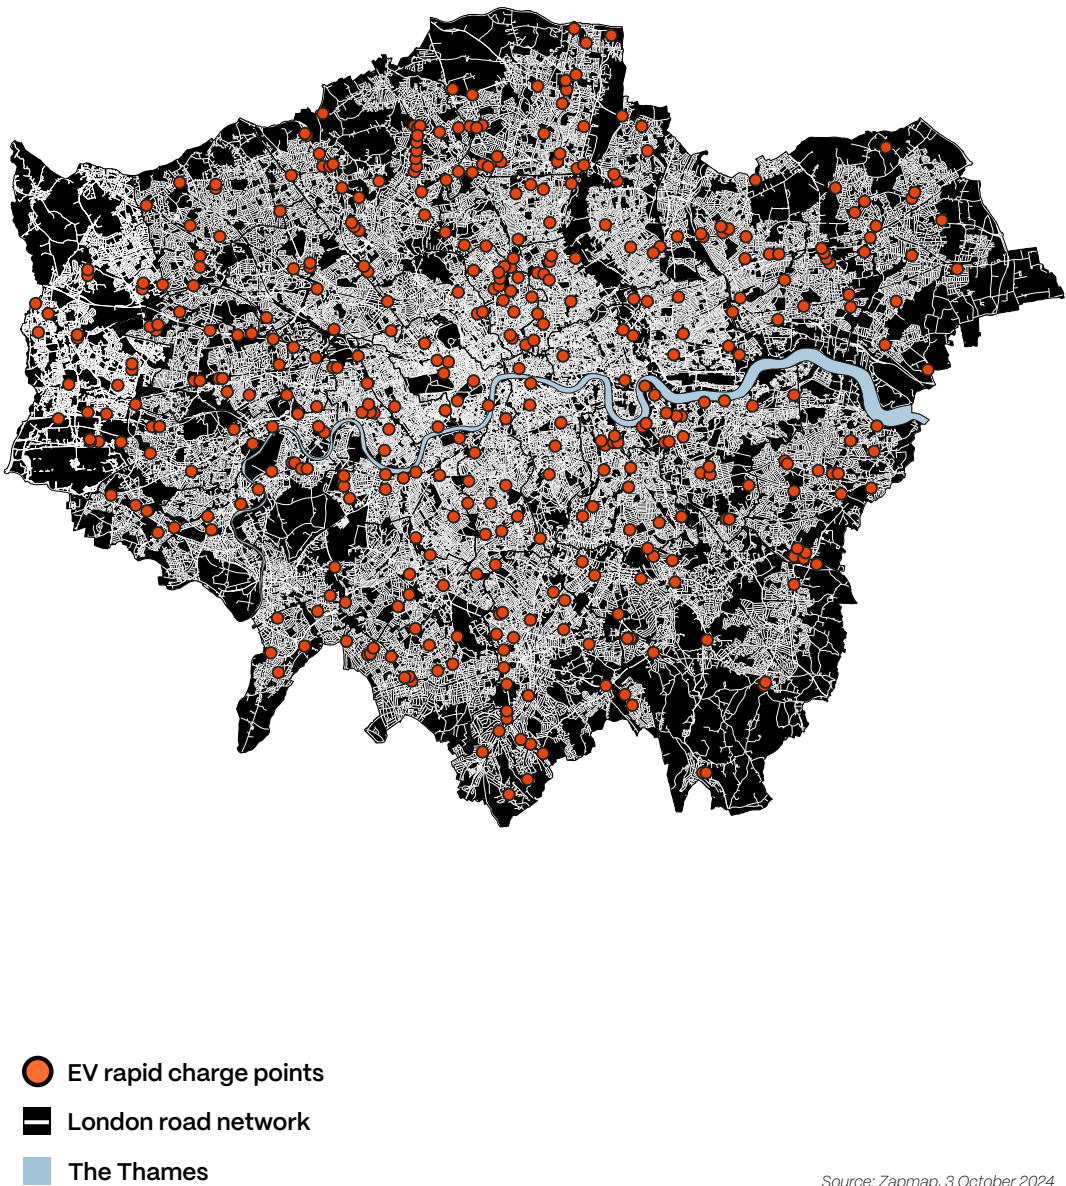 EV rapid charge points
London road network
The Thames
Source: Zapmap, 3 October 2024